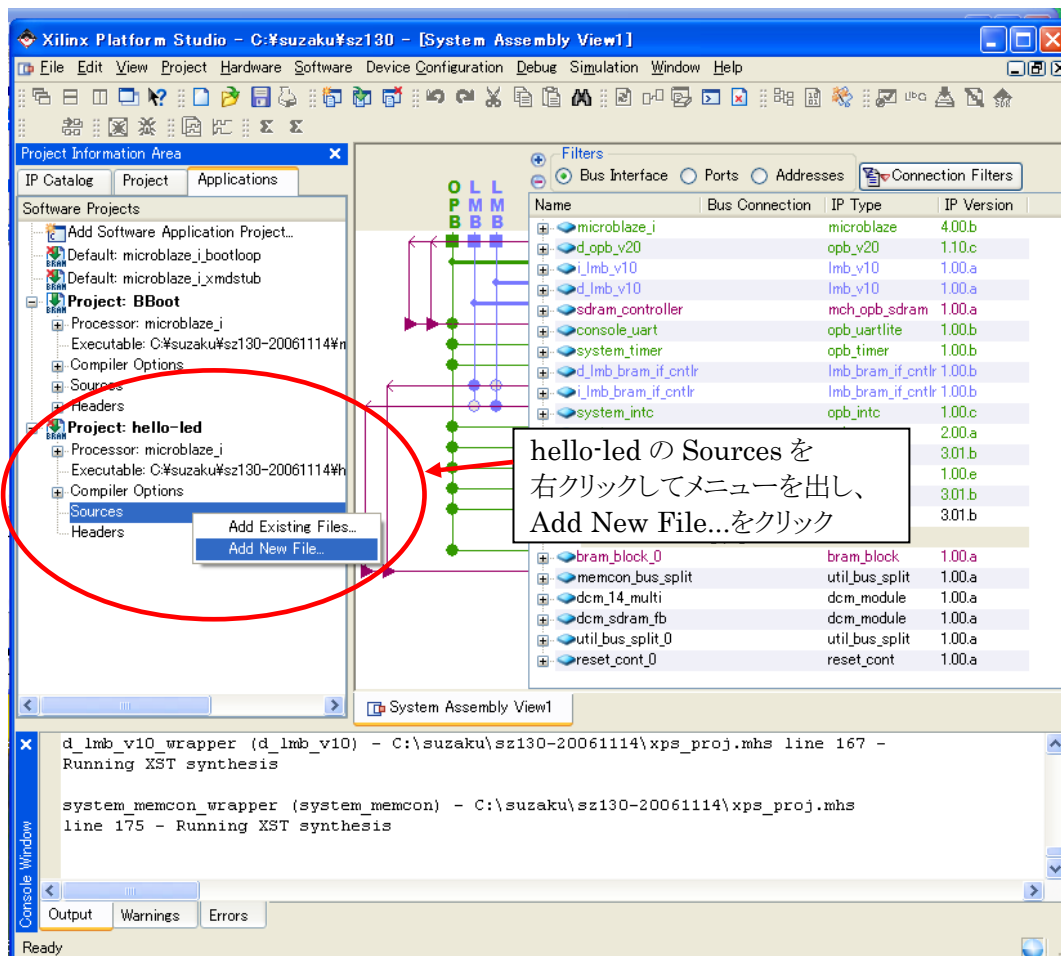 Xilinx Platform Studio - C:¥suzaku¥sz130 - [System Assembly View1]
File Edit View Project Hardware Software Device Configuration Debug Simulation Window Help
Project Information Area
IP Catalog Project Applications
Software Projects
Add Software Application Project...
Default: microblaze_i_bootloop
Default: microblaze_i_xmdstub
Project: BBoot
Processor: microblaze_i
Executable: C:¥suzaku¥sz130-20061114¥
Compiler Options
Sources
Headers
Project: hello-led
Processor: microblaze_i
Executable: C:¥suzaku¥sz130-20061114¥h
Compiler Options
Sources
Headers
Add Existing Files...
Add New File...
OPB LMB LMB
Filters
Bus Interface Ports Addresses Connection Filters
Name Bus Connection IP Type IP Version
microblaze_i microblaze 4.00.b
d_opb_v20 opb_v20 1.10.c
i_lmb_v10 lmb_v10 1.00.a
d_lmb_v10 lmb_v10 1.00.a
sdram_controller mch_opb_sdram 1.00.a
console_uart opb_uartlite 1.00.b
system_timer opb_timer 1.00.b
d_lmb_bram_if_cntlr lmb_bram_if_cntlr 1.00.b
i_lmb_bram_if_cntlr lmb_bram_if_cntlr 1.00.b
system_intc opb_intc 1.00.c
2.00.a
3.01.b
1.00.e
3.01.b
3.01.b
hello-led の Sources を
右クリックしてメニューを出し、
Add New File...をクリック
bram_block_0 bram_block 1.00.a
memcon_bus_split util_bus_split 1.00.a
dcm_14_multi dcm_module 1.00.a
dcm_sdram_fb dcm_module 1.00.a
util_bus_split_0 util_bus_split 1.00.a
reset_cont_0 reset_cont 1.00.a
System Assembly View1
d_lmb_v10_wrapper (d_lmb_v10) - C:\suzaku\sz130-20061114\xps_proj.mhs line 167 -
Running XST synthesis
system_memcon_wrapper (system_memcon) - C:\suzaku\sz130-20061114\xps_proj.mhs
line 175 - Running XST synthesis
Console Window
Output Warnings Errors
Ready